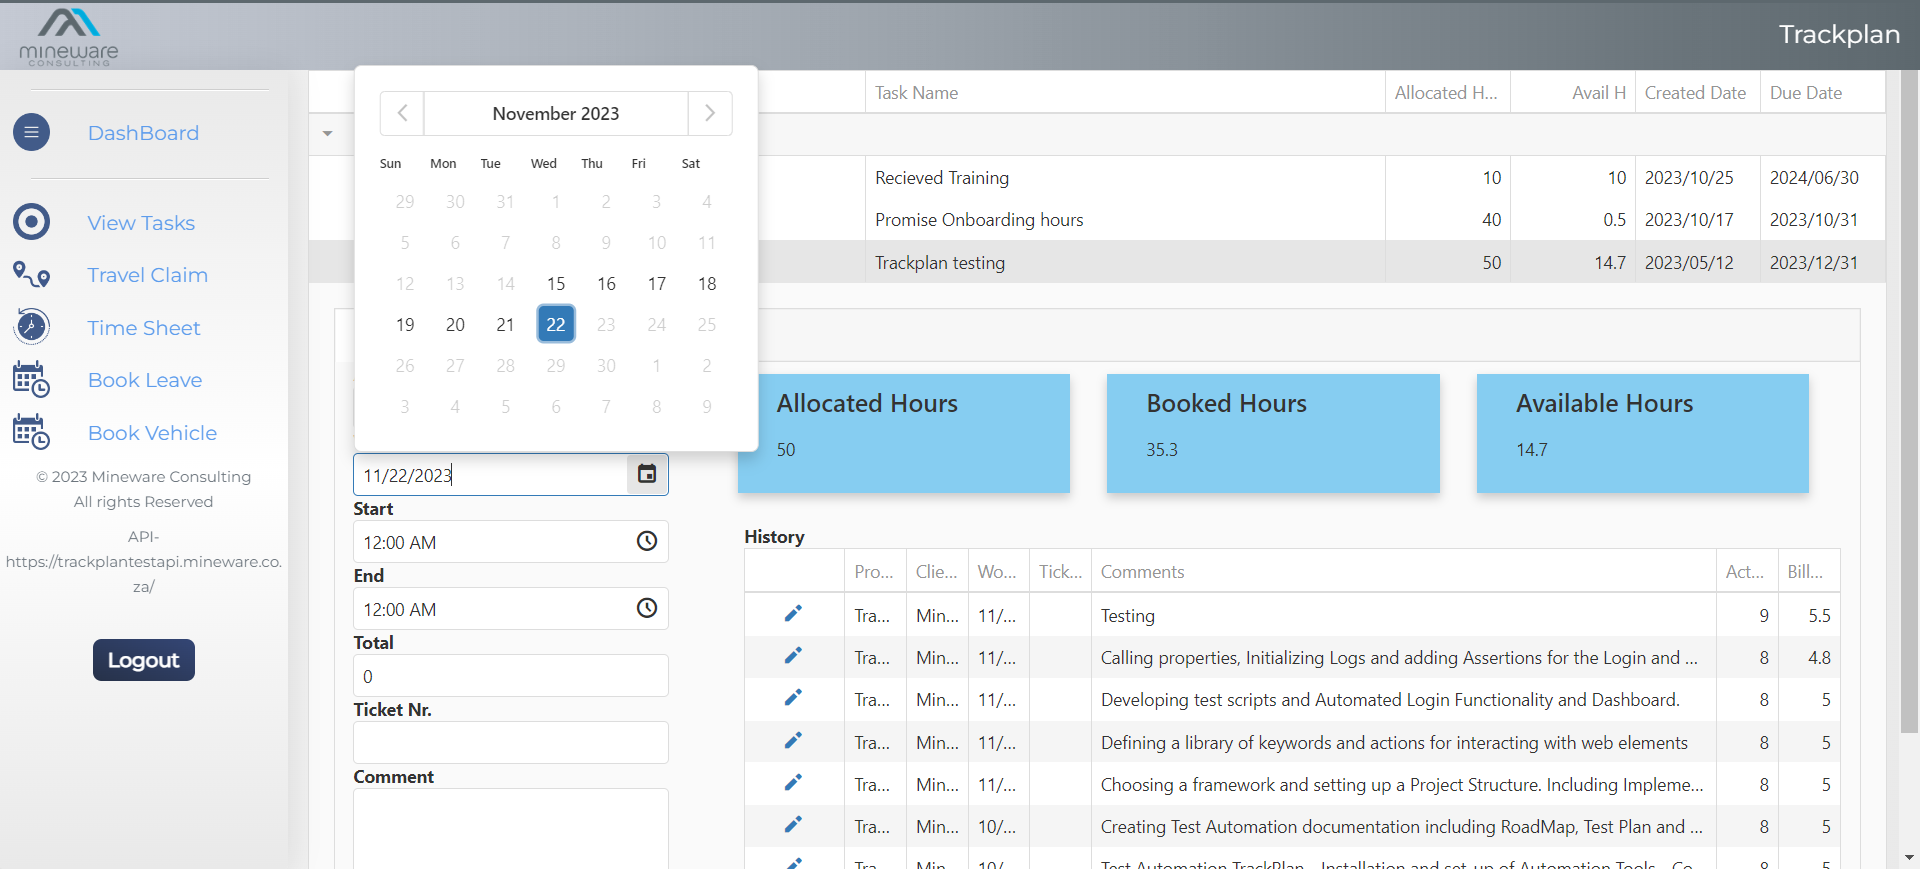 mineware
CONSULTING
Trackplan
DashBoard
View Tasks
Travel Claim
Time Sheet
Book Leave
Book Vehicle
© 2023 Mineware Consulting
All rights Reserved
API-
https://trackplantestapi.mineware.co.
za/
Logout
November 2023
Sun Mon Tue Wed Thu Fri Sat
29 30 31 1 2 3 4
5 6 7 8 9 10 11
12 13 14 15 16 17 18
19 20 21 22 23 24 25
26 27 28 29 30 1 2
3 4 5 6 7 8 9
Task Name Allocated H... Avail H Created Date Due Date
Recieved Training 10 10 2023/10/25 2024/06/30
Promise Onboarding hours 40 0.5 2023/10/17 2023/10/31
Trackplan testing 50 14.7 2023/05/12 2023/12/31
11/22/2023
Start
12:00 AM
End
12:00 AM
Total
0
Ticket Nr.
Comment
Allocated Hours
50
Booked Hours
35.3
Available Hours
14.7
History
Pro... Clie... Wo... Tick... Comments Act... Bill...
Tra... Min... 11/... Testing 9 5.5
Tra... Min... 11/... Calling properties, Initializing Logs and adding Assertions for the Login and ... 8 4.8
Tra... Min... 11/... Developing test scripts and Automated Login Functionality and Dashboard. 8 5
Tra... Min... 11/... Defining a library of keywords and actions for interacting with web elements 8 5
Tra... Min... 11/... Choosing a framework and setting up a Project Structure. Including Impleme... 8 5
Tra... Min... 10/... Creating Test Automation documentation including RoadMap, Test Plan and ... 8 5
Tra... Min... 10/... Test Automation TrackPlan - Installation and set-up of Automation Tools - Co... 8 5